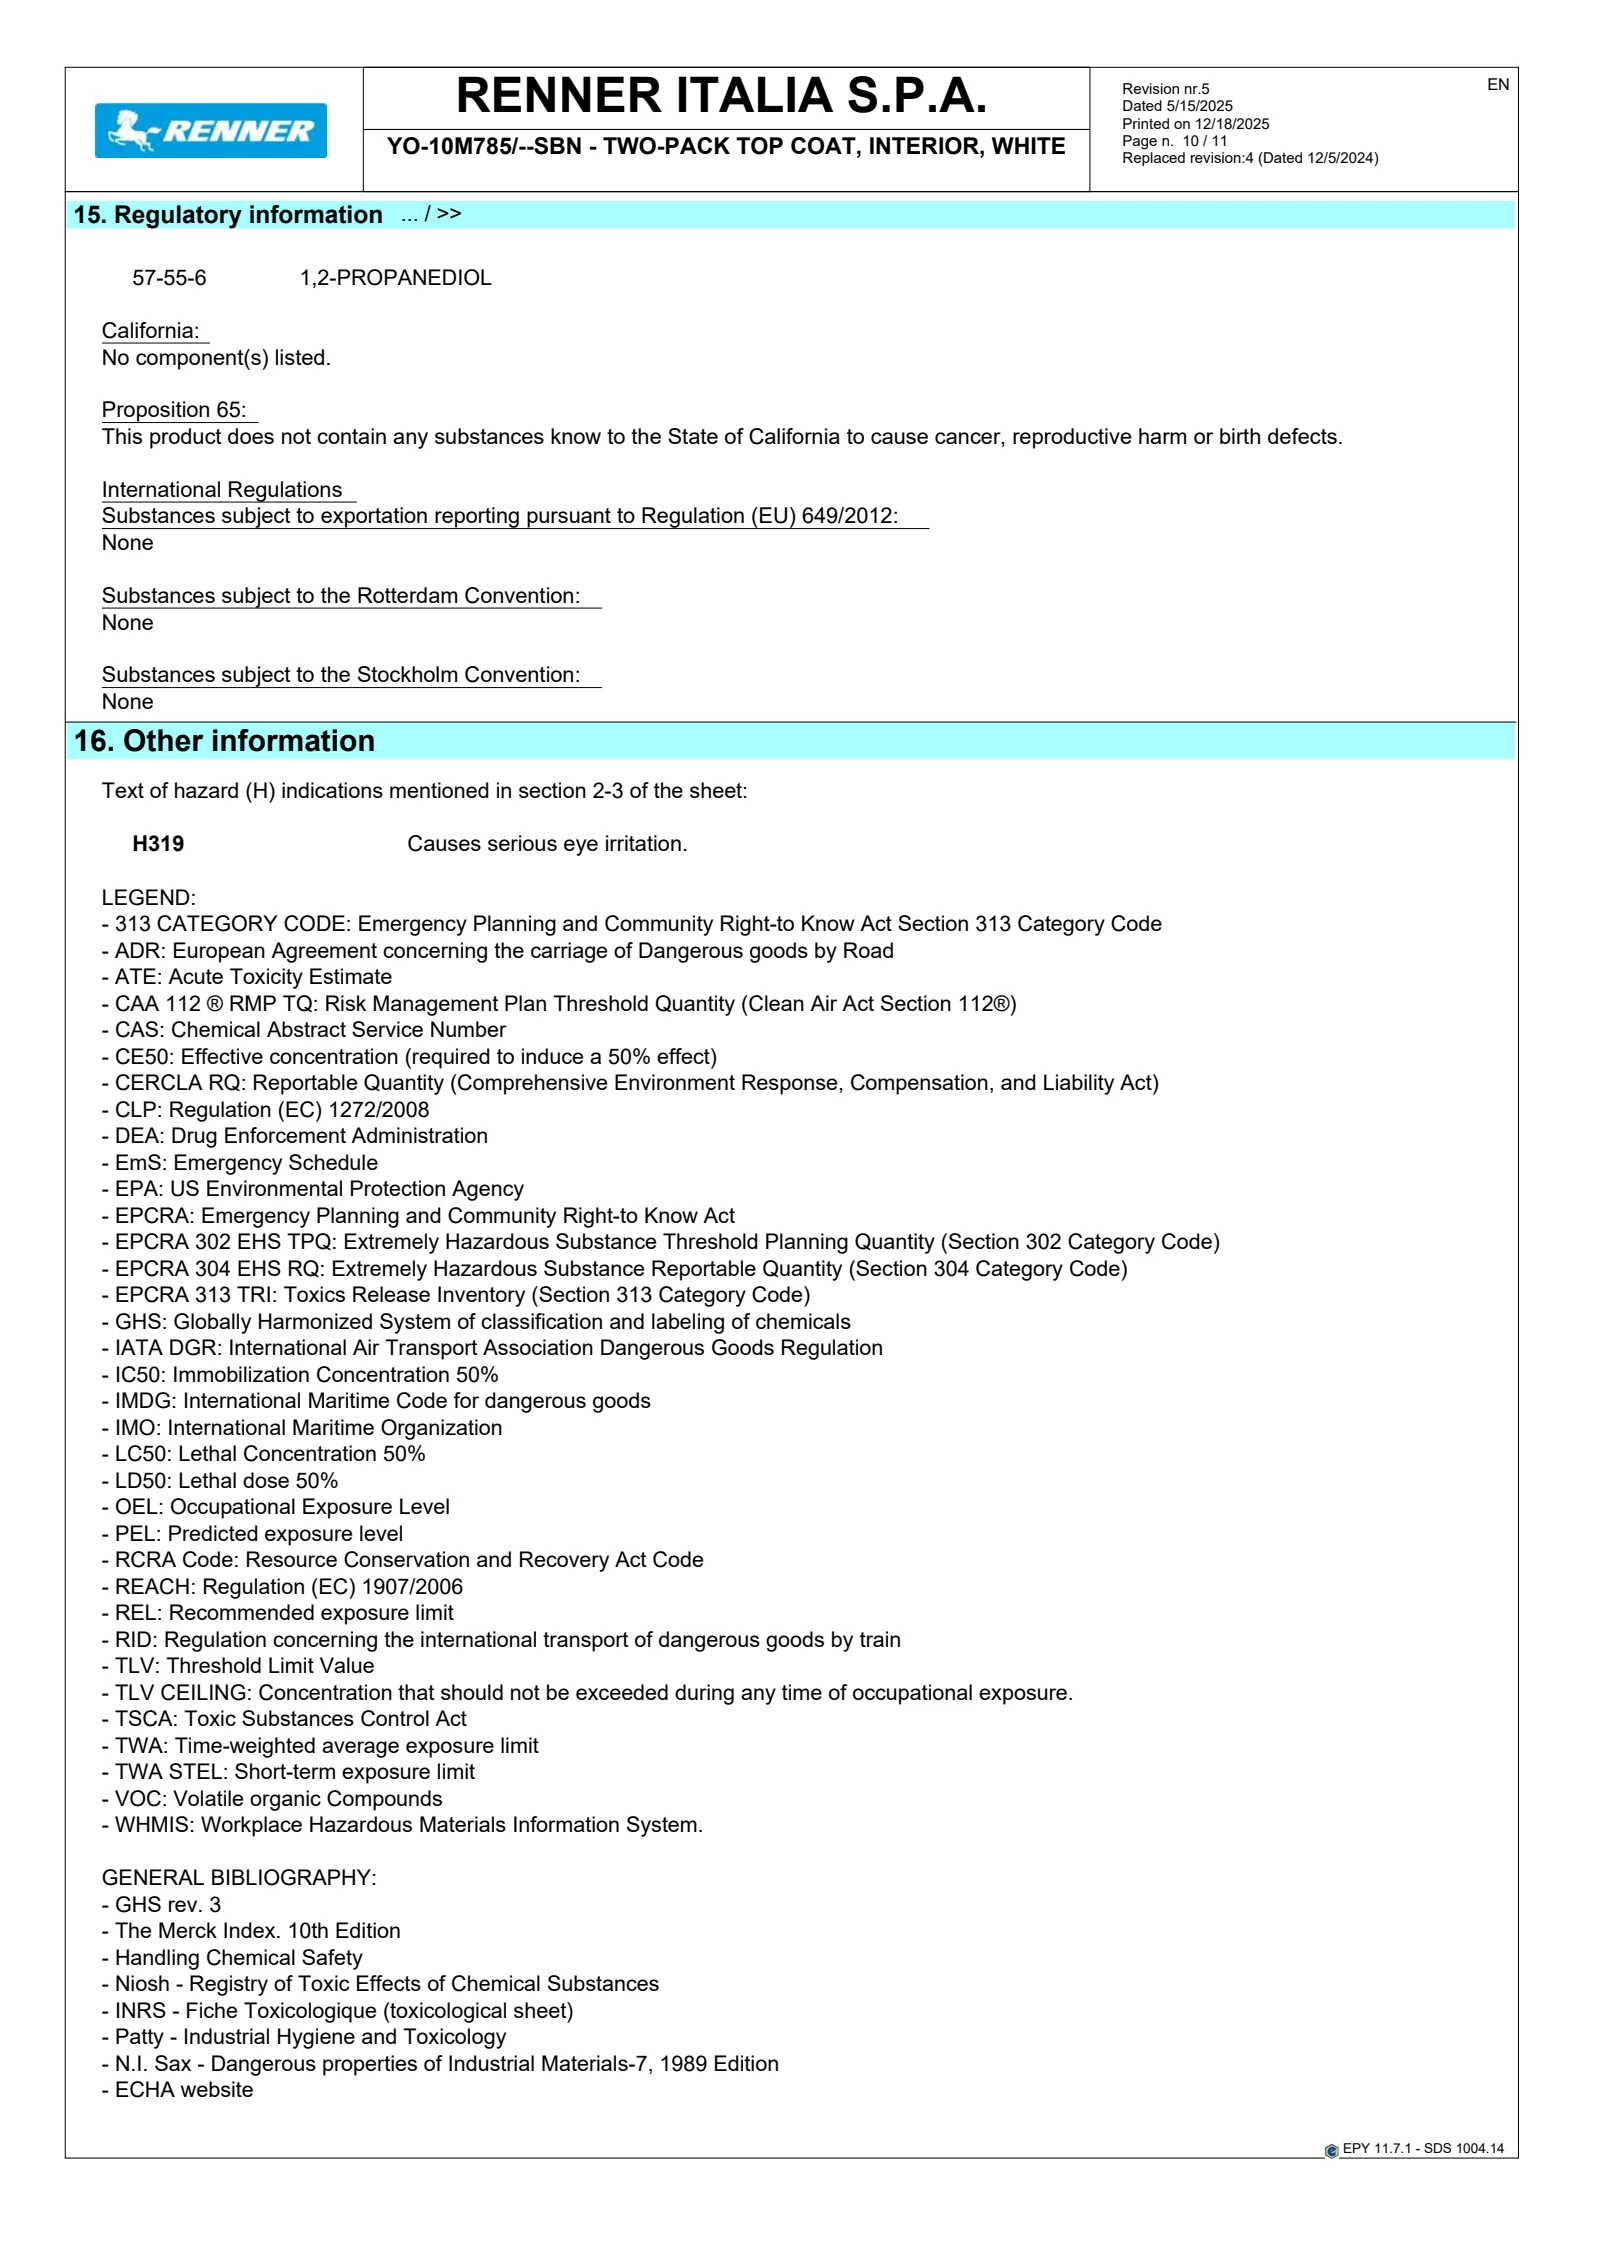 RENNER
RENNER ITALIA S.P.A.
YO-10M785/--SBN - TWO-PACK TOP COAT, INTERIOR, WHITE
Revision nr.5
Dated 5/15/2025
Printed on 12/18/2025
Page n. 10 / 11
Replaced revision:4 (Dated 12/5/2024)
EN
15. Regulatory information ... / >>
57-55-6 1,2-PROPANEDIOL
California:
No component(s) listed.
Proposition 65:
This product does not contain any substances know to the State of California to cause cancer, reproductive harm or birth defects.
International Regulations
Substances subject to exportation reporting pursuant to Regulation (EU) 649/2012:
None
Substances subject to the Rotterdam Convention:
None
Substances subject to the Stockholm Convention:
None
16. Other information
Text of hazard (H) indications mentioned in section 2-3 of the sheet:
H319 Causes serious eye irritation.
LEGEND:
- 313 CATEGORY CODE: Emergency Planning and Community Right-to Know Act Section 313 Category Code
- ADR: European Agreement concerning the carriage of Dangerous goods by Road
- ATE: Acute Toxicity Estimate
- CAA 112 ® RMP TQ: Risk Management Plan Threshold Quantity (Clean Air Act Section 112®)
- CAS: Chemical Abstract Service Number
- CE50: Effective concentration (required to induce a 50% effect)
- CERCLA RQ: Reportable Quantity (Comprehensive Environment Response, Compensation, and Liability Act)
- CLP: Regulation (EC) 1272/2008
- DEA: Drug Enforcement Administration
- EmS: Emergency Schedule
- EPA: US Environmental Protection Agency
- EPCRA: Emergency Planning and Community Right-to Know Act
- EPCRA 302 EHS TPQ: Extremely Hazardous Substance Threshold Planning Quantity (Section 302 Category Code)
- EPCRA 304 EHS RQ: Extremely Hazardous Substance Reportable Quantity (Section 304 Category Code)
- EPCRA 313 TRI: Toxics Release Inventory (Section 313 Category Code)
- GHS: Globally Harmonized System of classification and labeling of chemicals
- IATA DGR: International Air Transport Association Dangerous Goods Regulation
- IC50: Immobilization Concentration 50%
- IMDG: International Maritime Code for dangerous goods
- IMO: International Maritime Organization
- LC50: Lethal Concentration 50%
- LD50: Lethal dose 50%
- OEL: Occupational Exposure Level
- PEL: Predicted exposure level
- RCRA Code: Resource Conservation and Recovery Act Code
- REACH: Regulation (EC) 1907/2006
- REL: Recommended exposure limit
- RID: Regulation concerning the international transport of dangerous goods by train
- TLV: Threshold Limit Value
- TLV CEILING: Concentration that should not be exceeded during any time of occupational exposure.
- TSCA: Toxic Substances Control Act
- TWA: Time-weighted average exposure limit
- TWA STEL: Short-term exposure limit
- VOC: Volatile organic Compounds
- WHMIS: Workplace Hazardous Materials Information System.
GENERAL BIBLIOGRAPHY:
- GHS rev. 3
- The Merck Index. 10th Edition
- Handling Chemical Safety
- Niosh - Registry of Toxic Effects of Chemical Substances
- INRS - Fiche Toxicologique (toxicological sheet)
- Patty - Industrial Hygiene and Toxicology
- N.I. Sax - Dangerous properties of Industrial Materials-7, 1989 Edition
- ECHA website
EPY 11.7.1 - SDS 1004.14